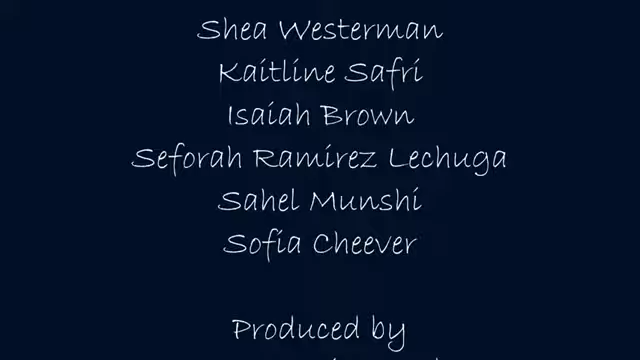 Shea Westerman
Kaitline Safri
Isaiah Brown
Seforah Ramirez Lechuga
Sahel Munshi
Sofia Cheever
Produced by